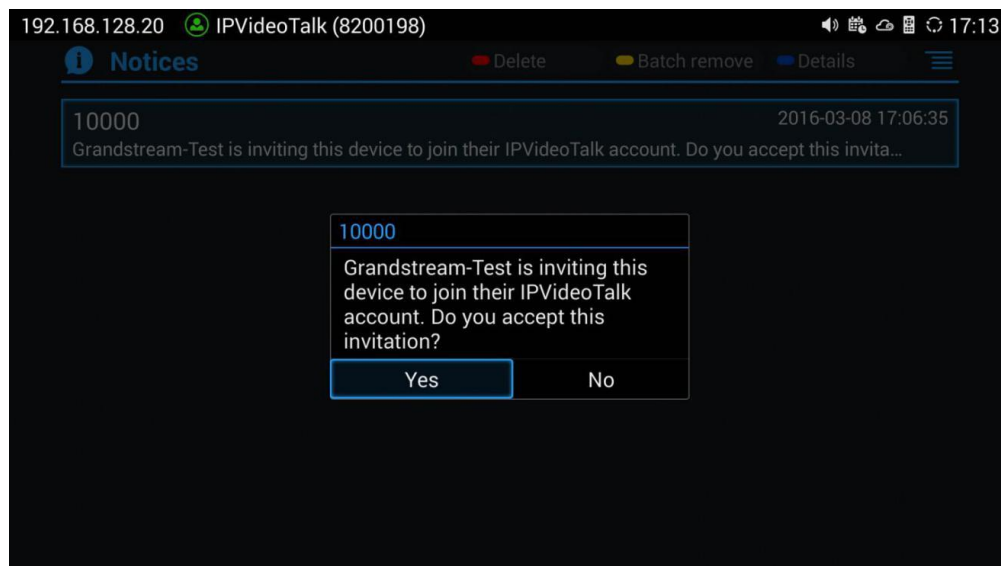 192.168.128.20 IPVideoTalk (8200198) 17:13
Notices Delete Batch remove Details
10000 2016-03-08 17:06:35
Grandstream-Test is inviting this device to join their IPVideoTalk account. Do you accept this invita...
10000
Grandstream-Test is inviting this
device to join their IPVideoTalk
account. Do you accept this
invitation?
Yes No